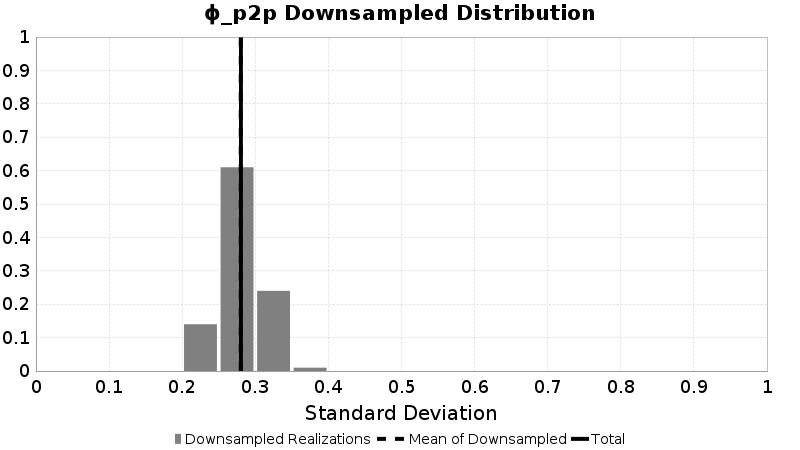 ϕ_p2p Downsampled Distribution
1
0.9
0.8
0.7
0.6
0.5
0.4
0.3
0.2
0.1
0
0 0.1 0.2 0.3 0.4 0.5 0.6 0.7 0.8 0.9 1
Standard Deviation
Downsampled Realizations Mean of Downsampled Total